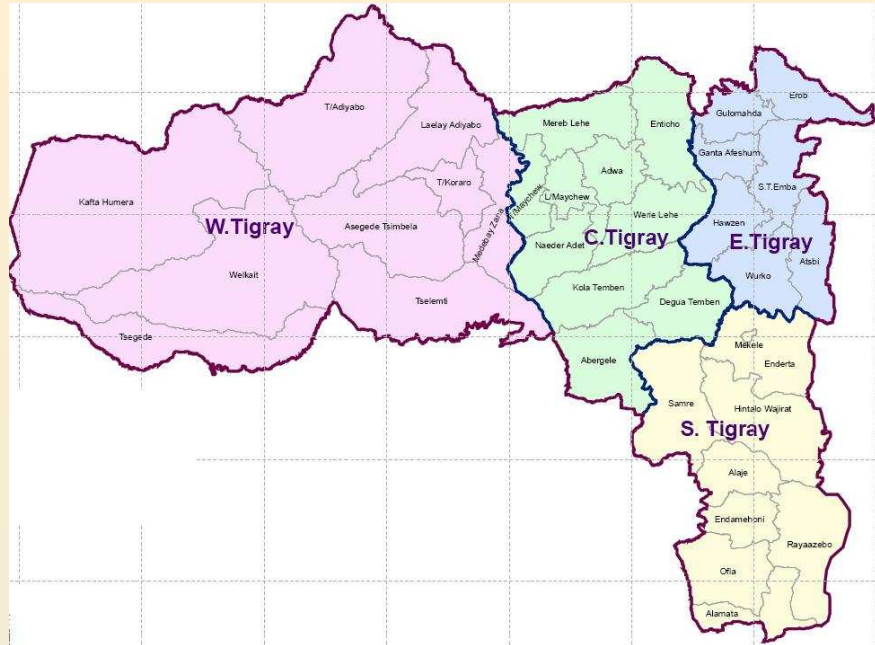 Erob
T/Adiyabo
Gulomahda
Laelay Adiyabo
Mereb Lehe
Enticho
Ganta Afeshum
Adwa
T/Koraro
S.T.Emba
L/Maychew
T/Maychew
Kafta Humera
Medebay Zana
Werie Lehe
Hawzen
W.Tigray
Asegede Tsimbela
C.Tigray
E.Tigray
Naeder Adet
Atsbi
Welkait
Wurko
Kola Temben
Tselemti
Degua Temben
Tsegede
Mekele
Abergele
Enderta
Samre
Hintalo Wajirat
S. Tigray
Alaje
Endamehoni
Rayaazebo
Ofla
Alamata